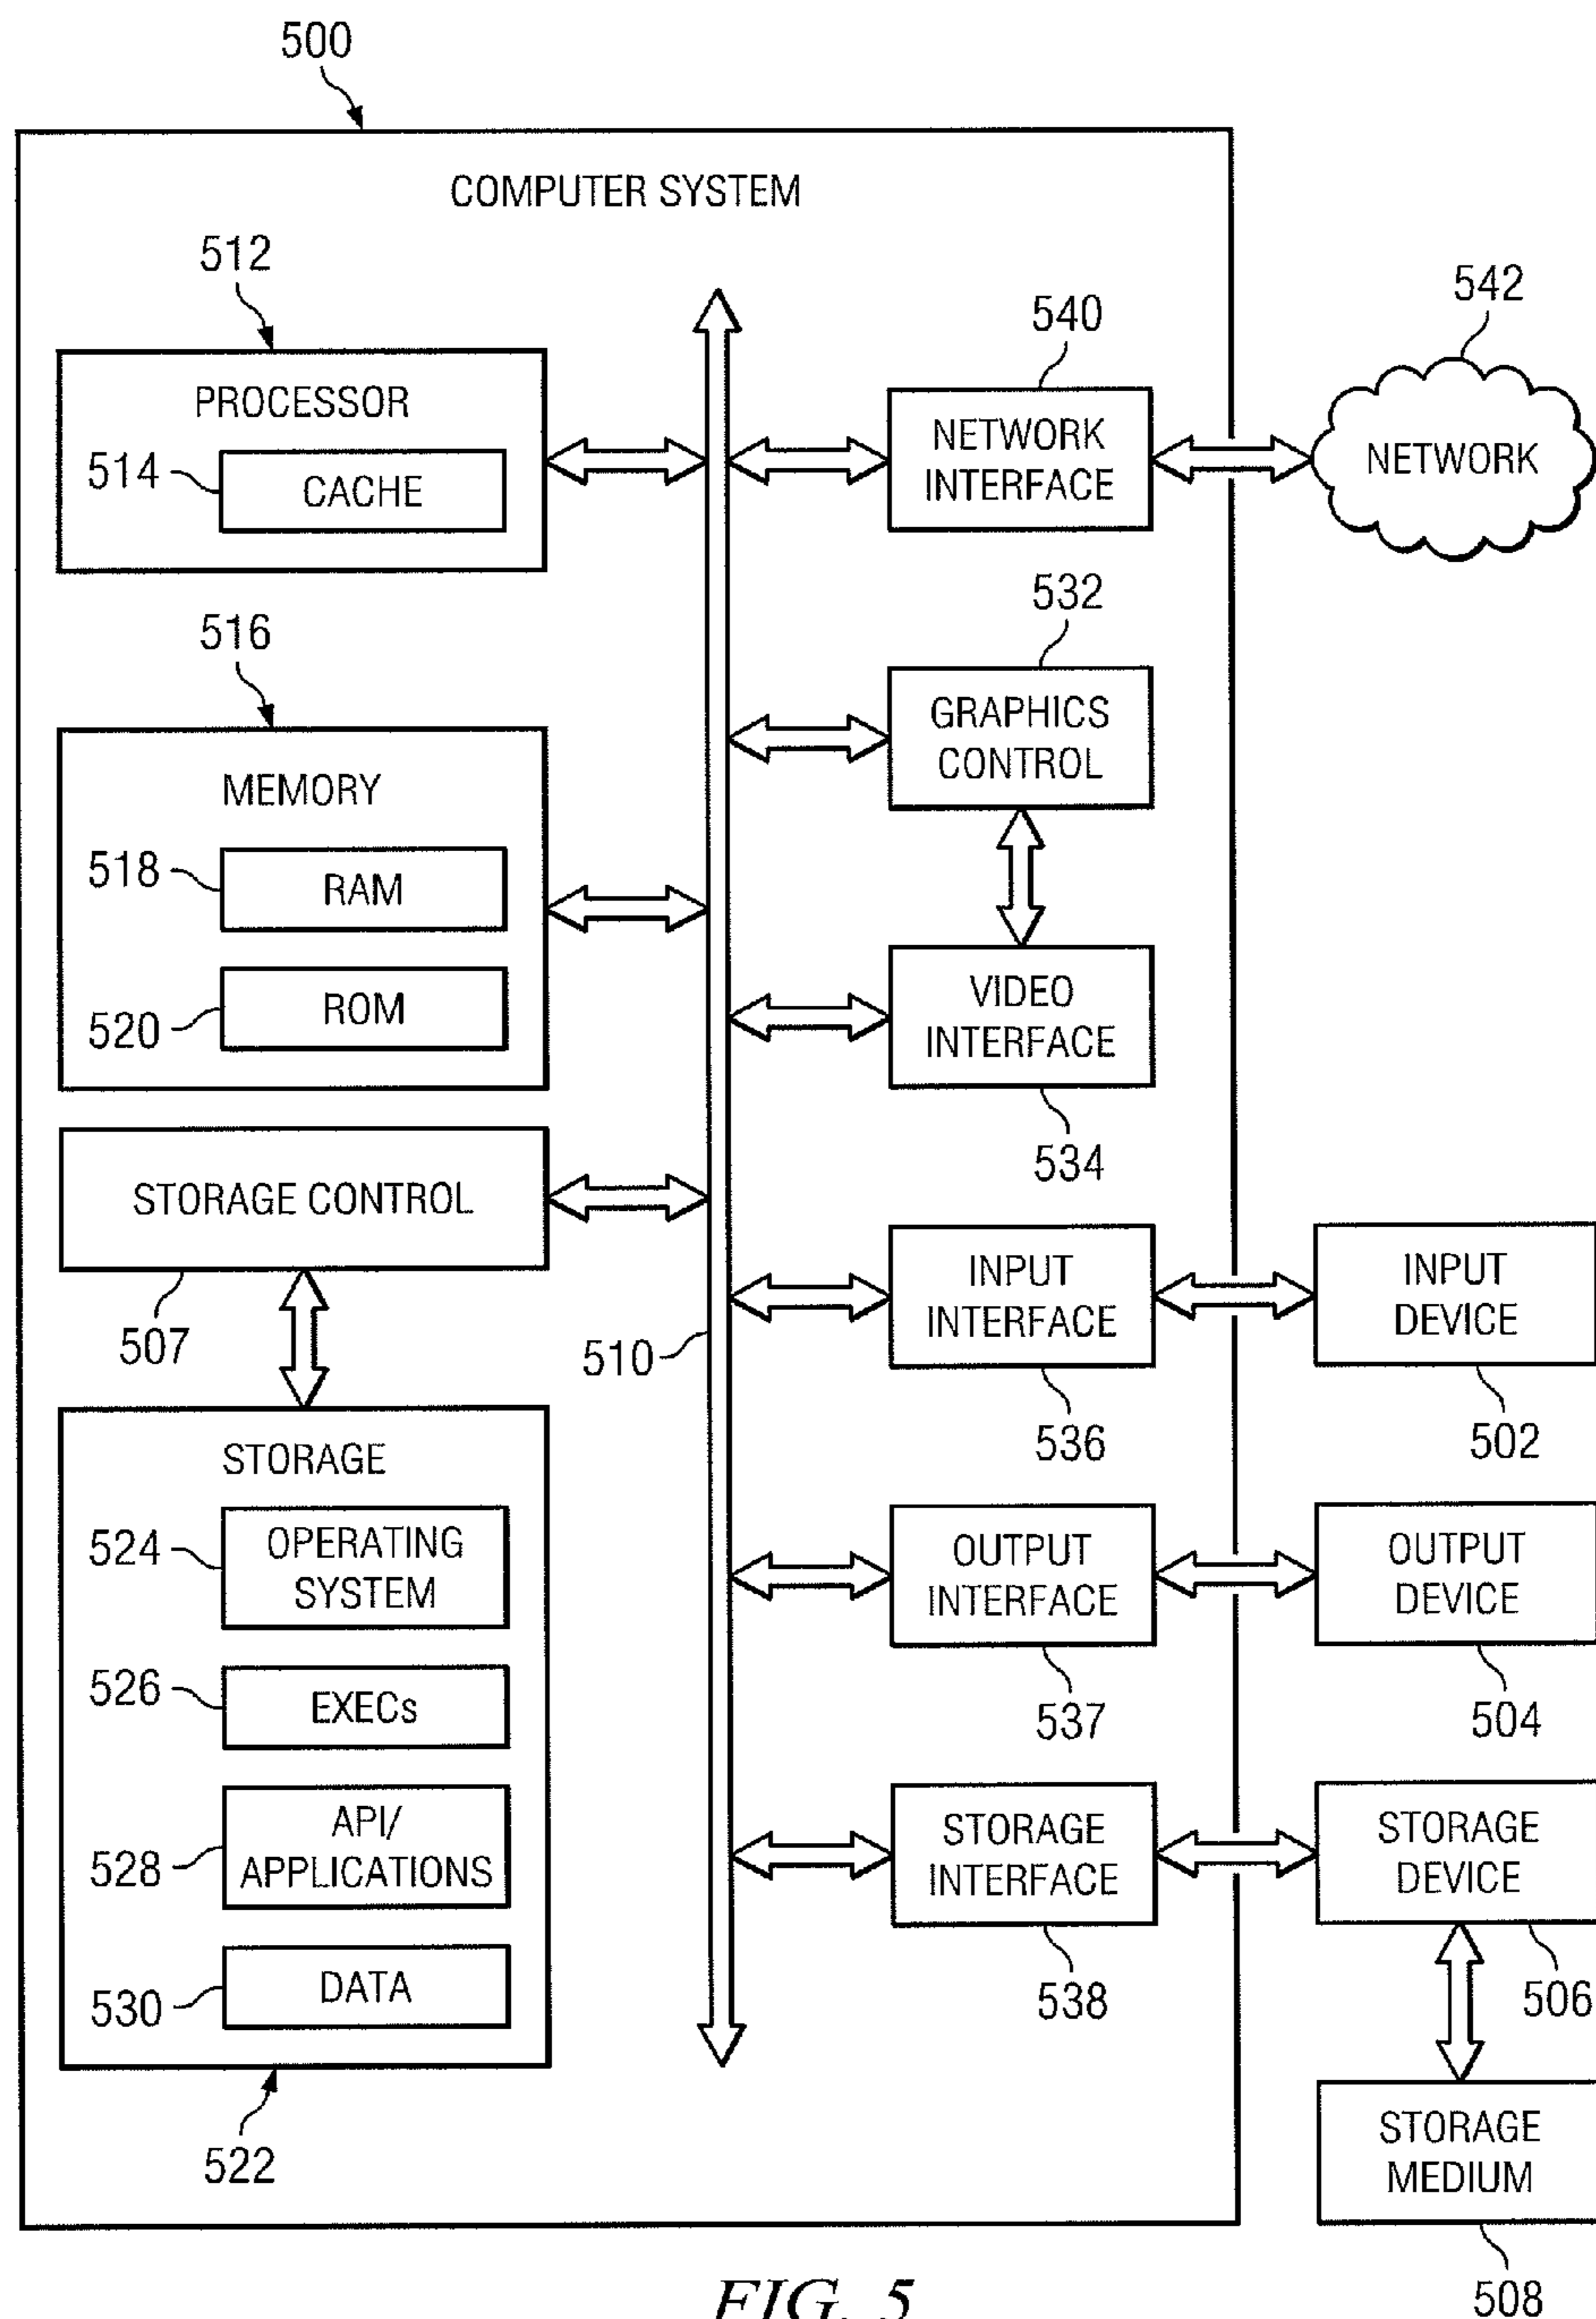 500
COMPUTER SYSTEM
512
PROCESSOR
514
CACHE
540
NETWORK
INTERFACE
542
NETWORK
516
MEMORY
518
RAM
520
ROM
532
GRAPHICS
CONTROL
VIDEO
INTERFACE
534
STORAGE CONTROL
507
510
INPUT
INTERFACE
536
INPUT
DEVICE
502
STORAGE
524
OPERATING
SYSTEM
526
EXECs
528
API/
APPLICATIONS
530
DATA
522
OUTPUT
INTERFACE
537
OUTPUT
DEVICE
504
STORAGE
INTERFACE
538
STORAGE
DEVICE
506
STORAGE
MEDIUM
508
FIG. 5